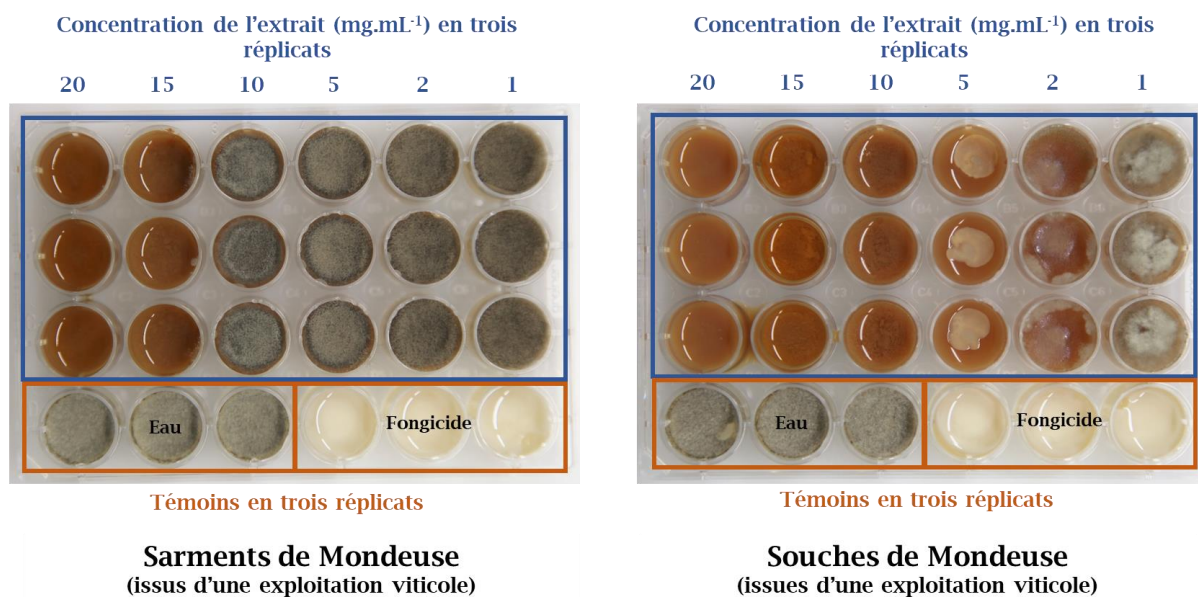 Concentration de l'extrait (mg.mL⁻¹) en trois
réplicats
20 15 10 5 2 1
Eau
Fongicide
Témoins en trois réplicats
Sarments de Mondeuse
(issus d'une exploitation viticole)
Concentration de l'extrait (mg.mL⁻¹) en trois
réplicats
20 15 10 5 2 1
Eau
Fongicide
Témoins en trois réplicats
Souches de Mondeuse
(issues d'une exploitation viticole)